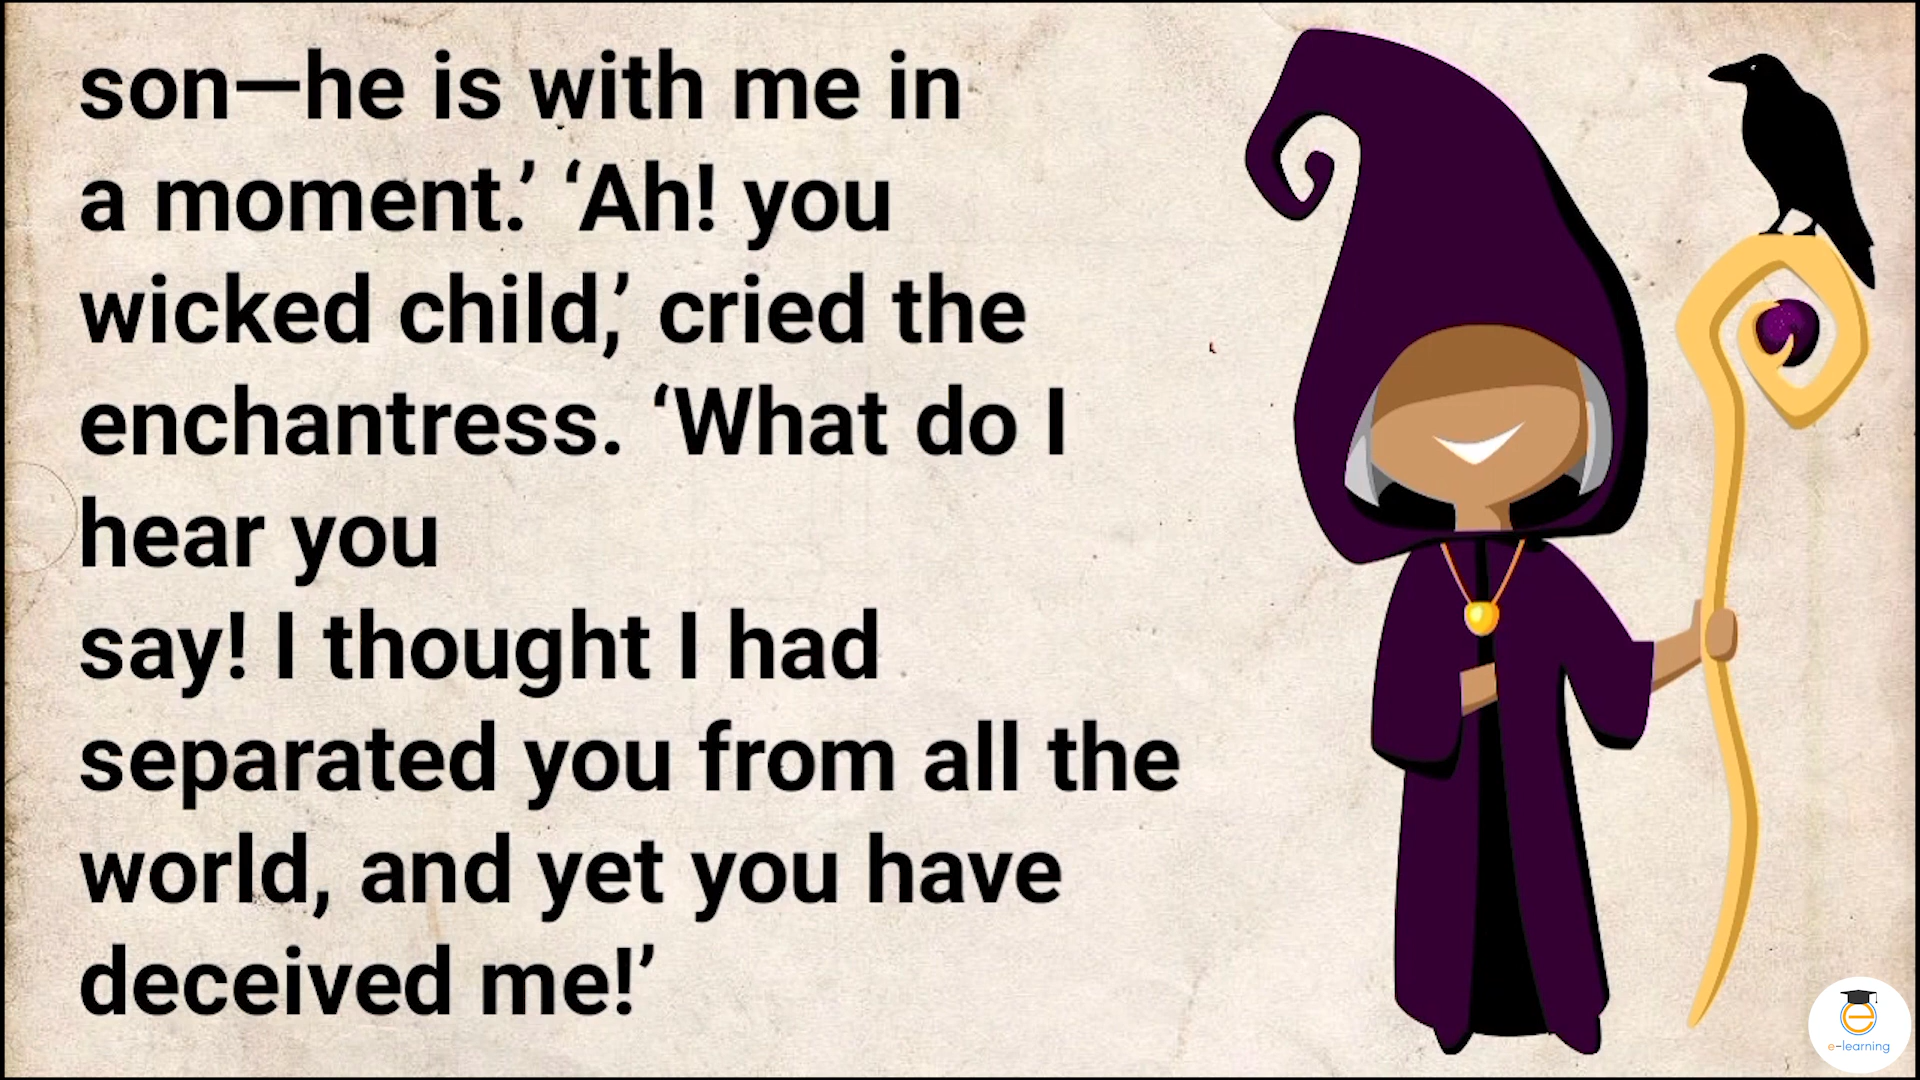 son—he is with me in
a moment.’ ‘Ah! you
wicked child,’ cried the
enchantress. ‘What do I
hear you
say! I thought I had
separated you from all the
world, and yet you have
deceived me!’
e-learning